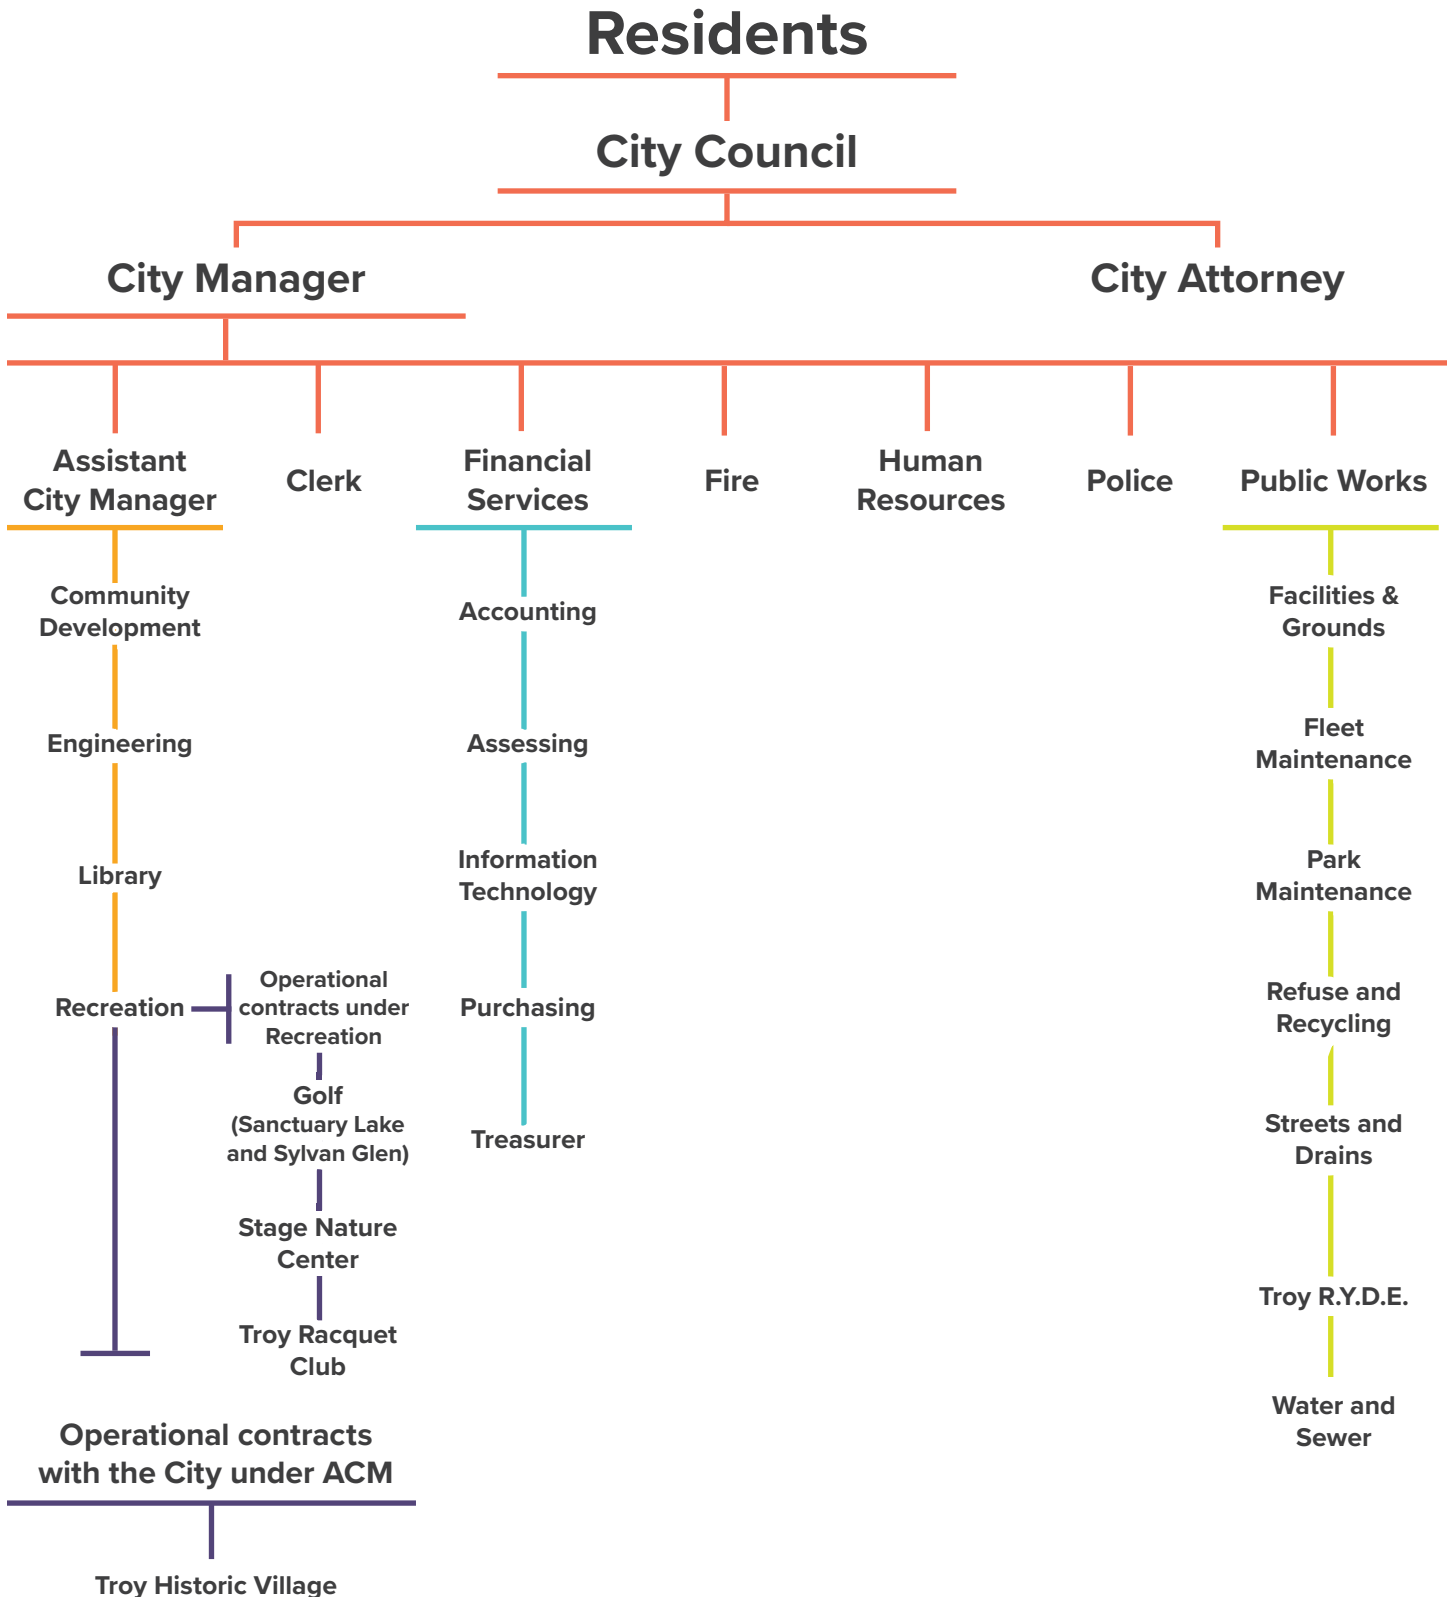 Residents
City Council
City Manager
City Attorney
Assistant
City Manager
Clerk
Financial
Services
Fire
Human
Resources
Police
Public Works
Community
Development
Engineering
Library
Recreation
Operational
contracts under
Recreation
Golf
(Sanctuary Lake
and Sylvan Glen)
Stage Nature
Center
Troy Racquet
Club
Operational contracts
with the City under ACM
Troy Historic Village
Accounting
Assessing
Information
Technology
Purchasing
Treasurer
Facilities &
Grounds
Fleet
Maintenance
Park
Maintenance
Refuse and
Recycling
Streets and
Drains
Troy R.Y.D.E.
Water and
Sewer